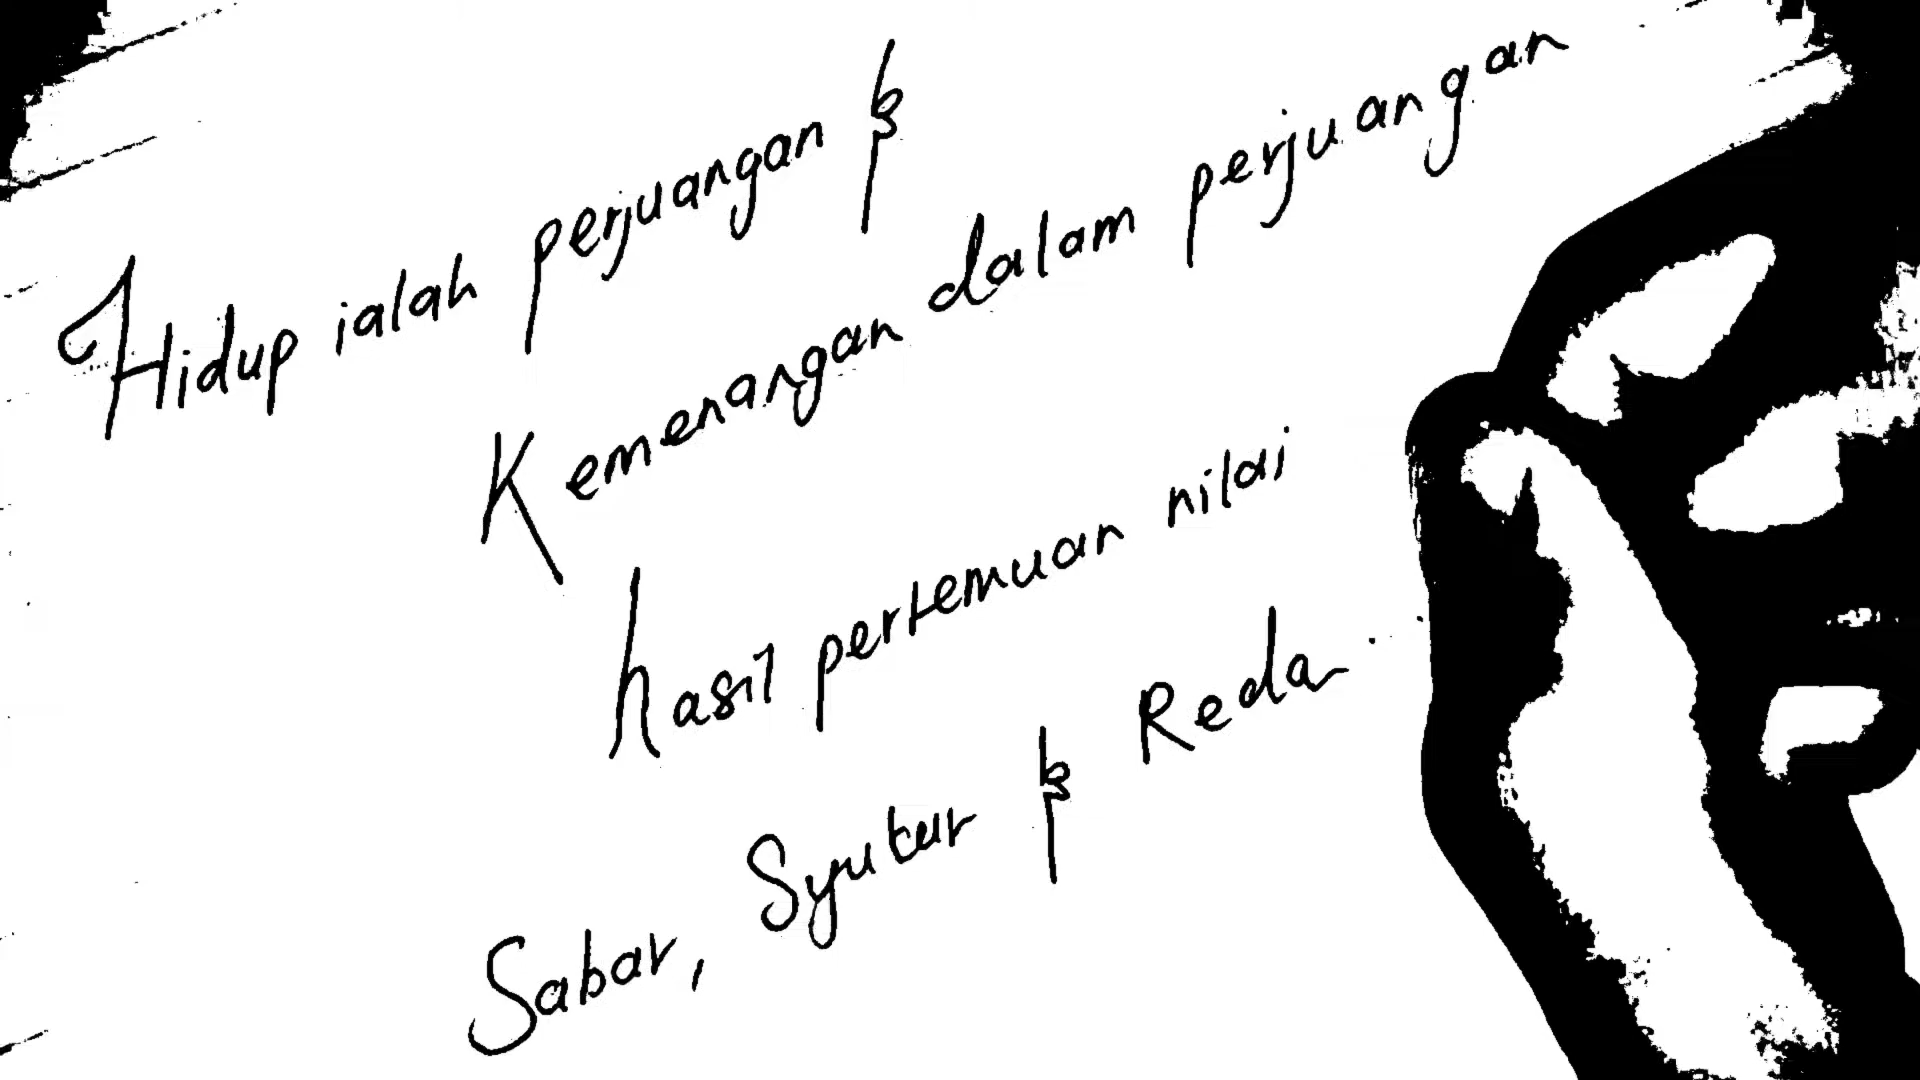 Hidup ialah perjuangan &
Kemenangan dalam perjuangan
hasil pertemuan nilai
Sabar, Syukur & Reda